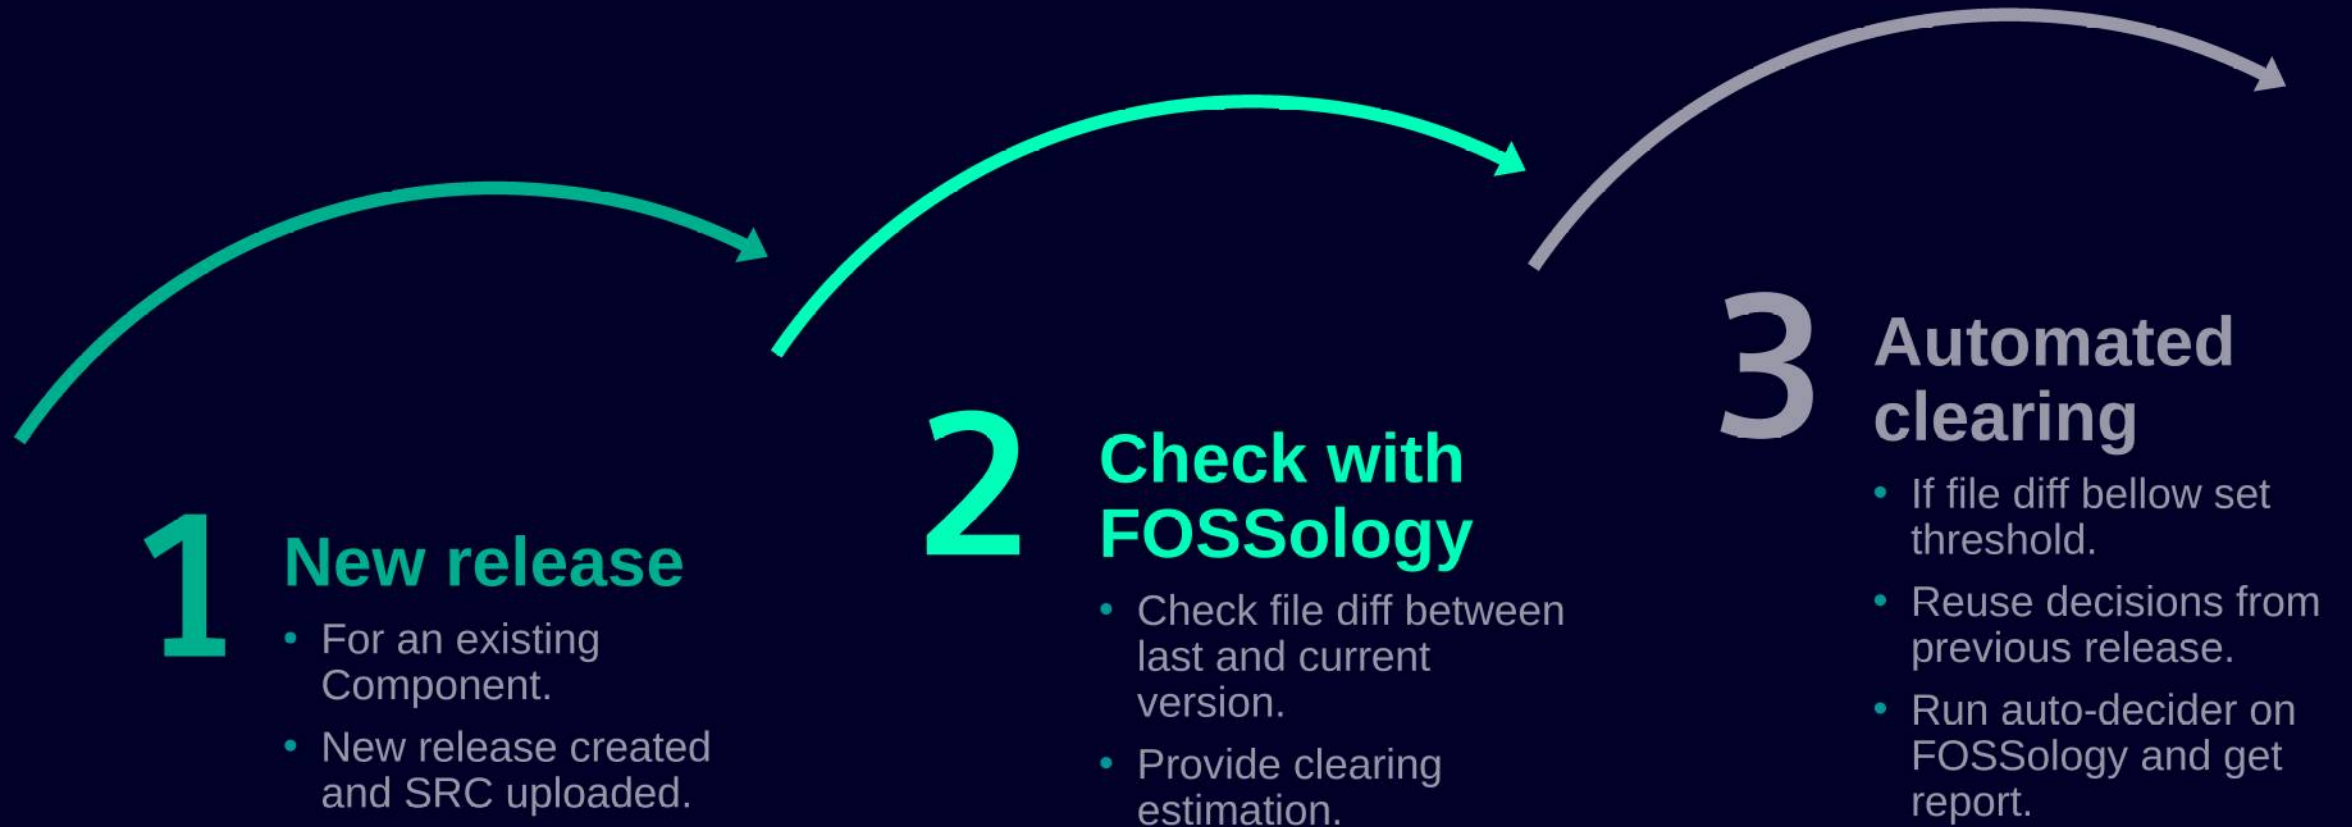 1
New release
• For an existing
Component.
• New release created
and SRC uploaded.
2
Check with
FOSSology
• Check file diff between
last and current
version.
• Provide clearing
estimation.
3
Automated
clearing
• If file diff bellow set
threshold.
• Reuse decisions from
previous release.
• Run auto-decider on
FOSSology and get
report.